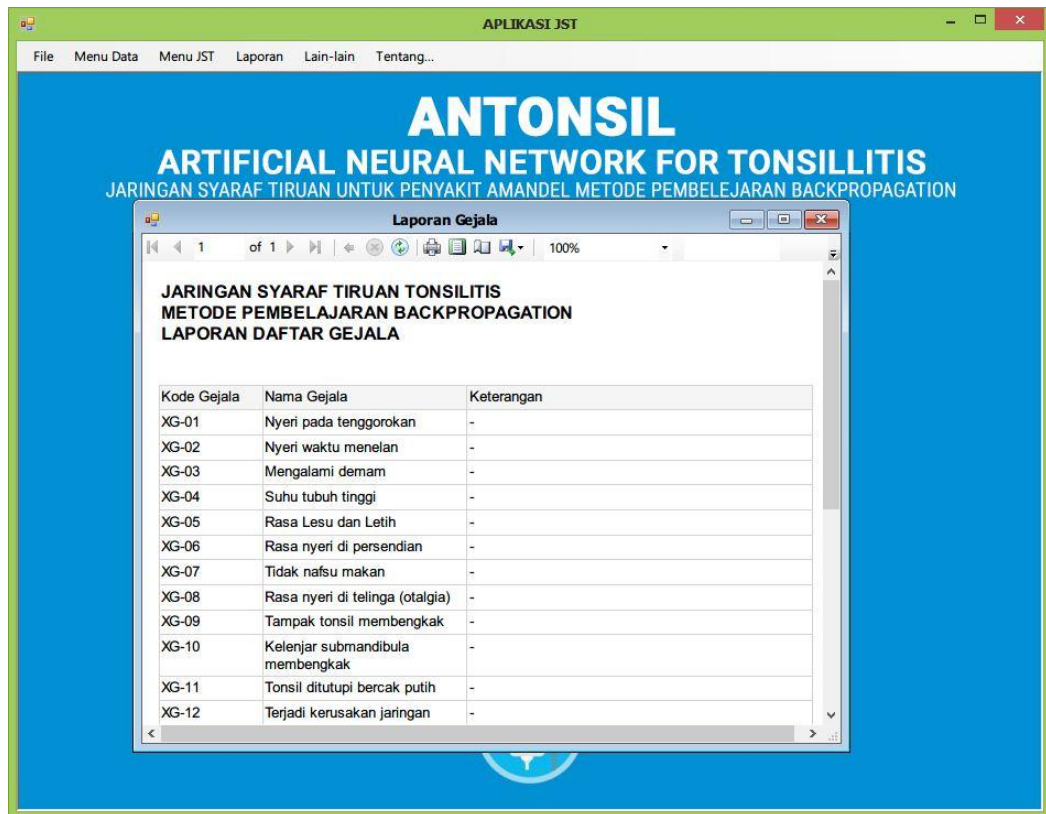 APLIKASI JST
File Menu Data Menu JST Laporan Lain-lain Tentang...
ANTONSIL
ARTIFICIAL NEURAL NETWORK FOR TONSILLITIS
JARINGAN SYARAF TIRUAN UNTUK PENYAKIT AMANDEL METODE PEMBELEJARAN BACKPROPAGATION
Laporan Gejala
1 of 1 100%
JARINGAN SYARAF TIRUAN TONSILITIS
METODE PEMBELAJARAN BACKPROPAGATION
LAPORAN DAFTAR GEJALA
Kode Gejala Nama Gejala Keterangan
XG-01 Nyeri pada tenggorokan -
XG-02 Nyeri waktu menelan -
XG-03 Mengalami demam -
XG-04 Suhu tubuh tinggi -
XG-05 Rasa Lesu dan Letih -
XG-06 Rasa nyeri di persendian -
XG-07 Tidak nafsu makan -
XG-08 Rasa nyeri di telinga (otalgia) -
XG-09 Tampak tonsil membengkak -
XG-10 Kelenjar submandibula -
membengkak
XG-11 Tonsil ditutupi bercak putih -
XG-12 Terjadi kerusakan jaringan -